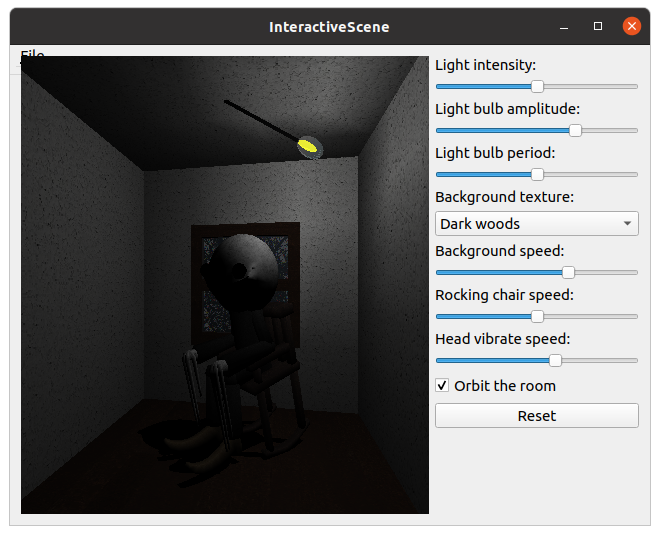 InteractiveScene
File
Light intensity:
Light bulb amplitude:
Light bulb period:
Background texture:
Dark woods
Background speed:
Rocking chair speed:
Head vibrate speed:
Orbit the room
Reset